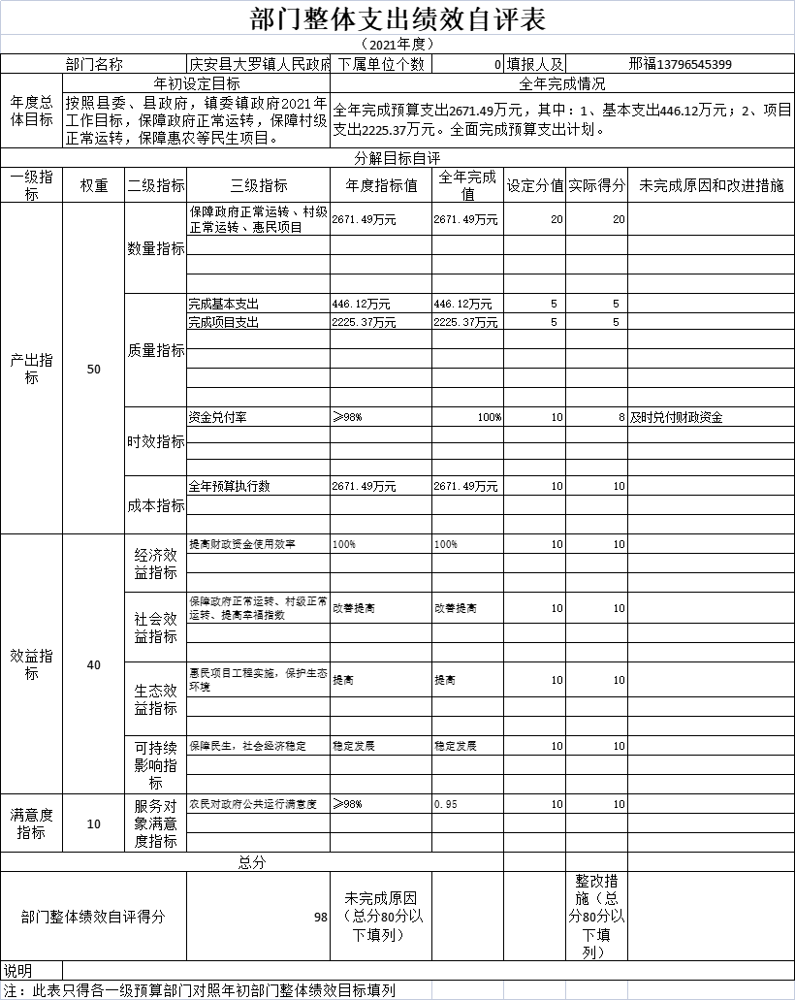 部门整体支出绩效自评表
（2021年度）
部门名称 庆安县大罗镇人民政府 下属单位个数 0 填报人及 邢福13796545399
年度总体目标 年初设定目标 全年完成情况
按照县委、县政府，镇委镇政府2021年
工作目标，保障政府正常运转，保障村级
正常运转，保障惠农等民生项目。
全年完成预算支出2671.49万元，其中：1、基本支出446.12万元；2、项目
支出2225.37万元。全面完成预算支出计划。
分解目标自评
一级指标 权重 二级指标 三级指标 年度指标值 全年完成值 设定分值 实际得分 未完成原因和改进措施
产出指标 50 数量指标 保障政府正常运转、村级正常运转、惠民项目 2671.49万元 2671.49万元 20 20
质量指标 完成基本支出 446.12万元 446.12万元 5 5
完成项目支出 2225.37万元 2225.37万元 5 5
时效指标 资金兑付率 ≥98% 100% 10 8 及时兑付财政资金
成本指标 全年预算执行数 2671.49万元 2671.49万元 10 10
效益指标 40 经济效益指标 提高财政资金使用效率 100% 100% 10 10
社会效益指标 保障政府正常运转、村级正常运转、提高幸福指数 改善提高 改善提高 10 10
生态效益指标 惠民项目工程实施，保护生态环境 提高 提高 10 10
可持续影响指标 保障民生，社会经济稳定 稳定发展 稳定发展 10 10
满意度指标 10 服务对象满意度指标 农民对政府公共运行满意度 ≥98% 0.95 10 10
总分
部门整体绩效自评得分 98 未完成原因（总分80分以下填列） 整改措施（总分80分以下填列）
说明
注：此表只得各一级预算部门对照年初部门整体绩效目标填列